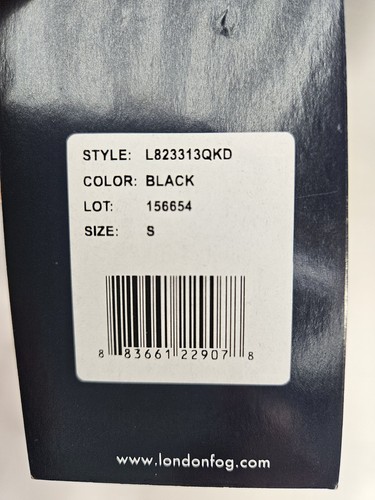 STYLE: L823313QKD
COLOR: BLACK
LOT: 156654
SIZE: S
8 83661 22907 8
www.londonfog.com